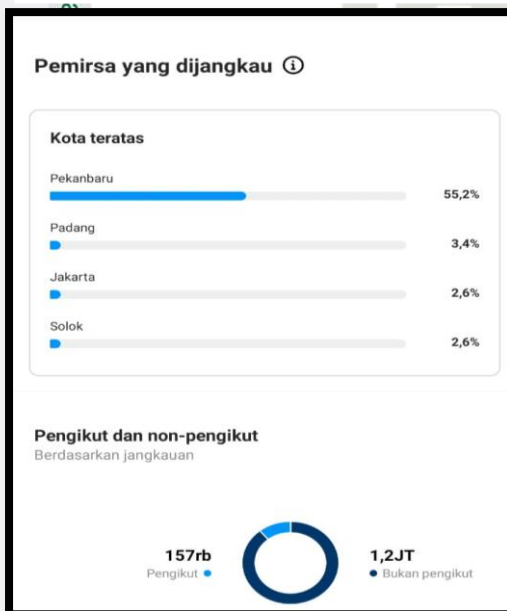 Pemirsa yang dijangkau
Kota teratas
Pekanbaru
55,2%
Padang
3,4%
Jakarta
2,6%
Solok
2,6%
Pengikut dan non-pengikut
Berdasarkan jangkauan
157rb
Pengikut
1,2JT
Bukan pengikut